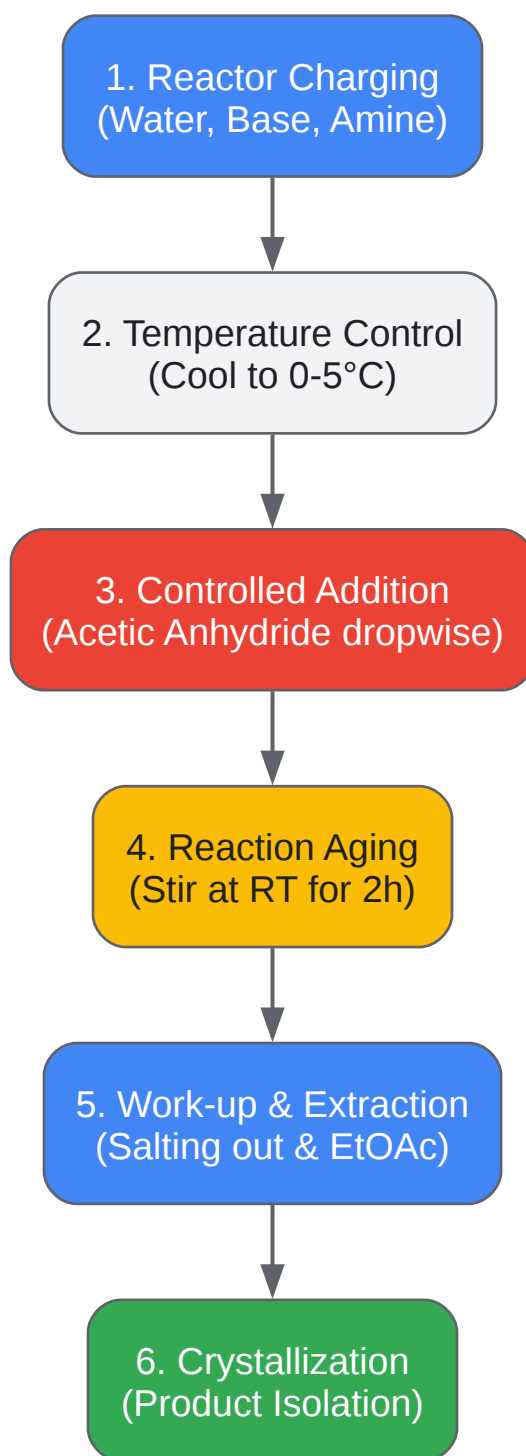 1. Reactor Charging
(Water, Base, Amine)
2. Temperature Control
(Cool to 0-5°C)
3. Controlled Addition
(Acetic Anhydride dropwise)
4. Reaction Aging
(Stir at RT for 2h)
5. Work-up & Extraction
(Salting out & EtOAc)
6. Crystallization
(Product Isolation)